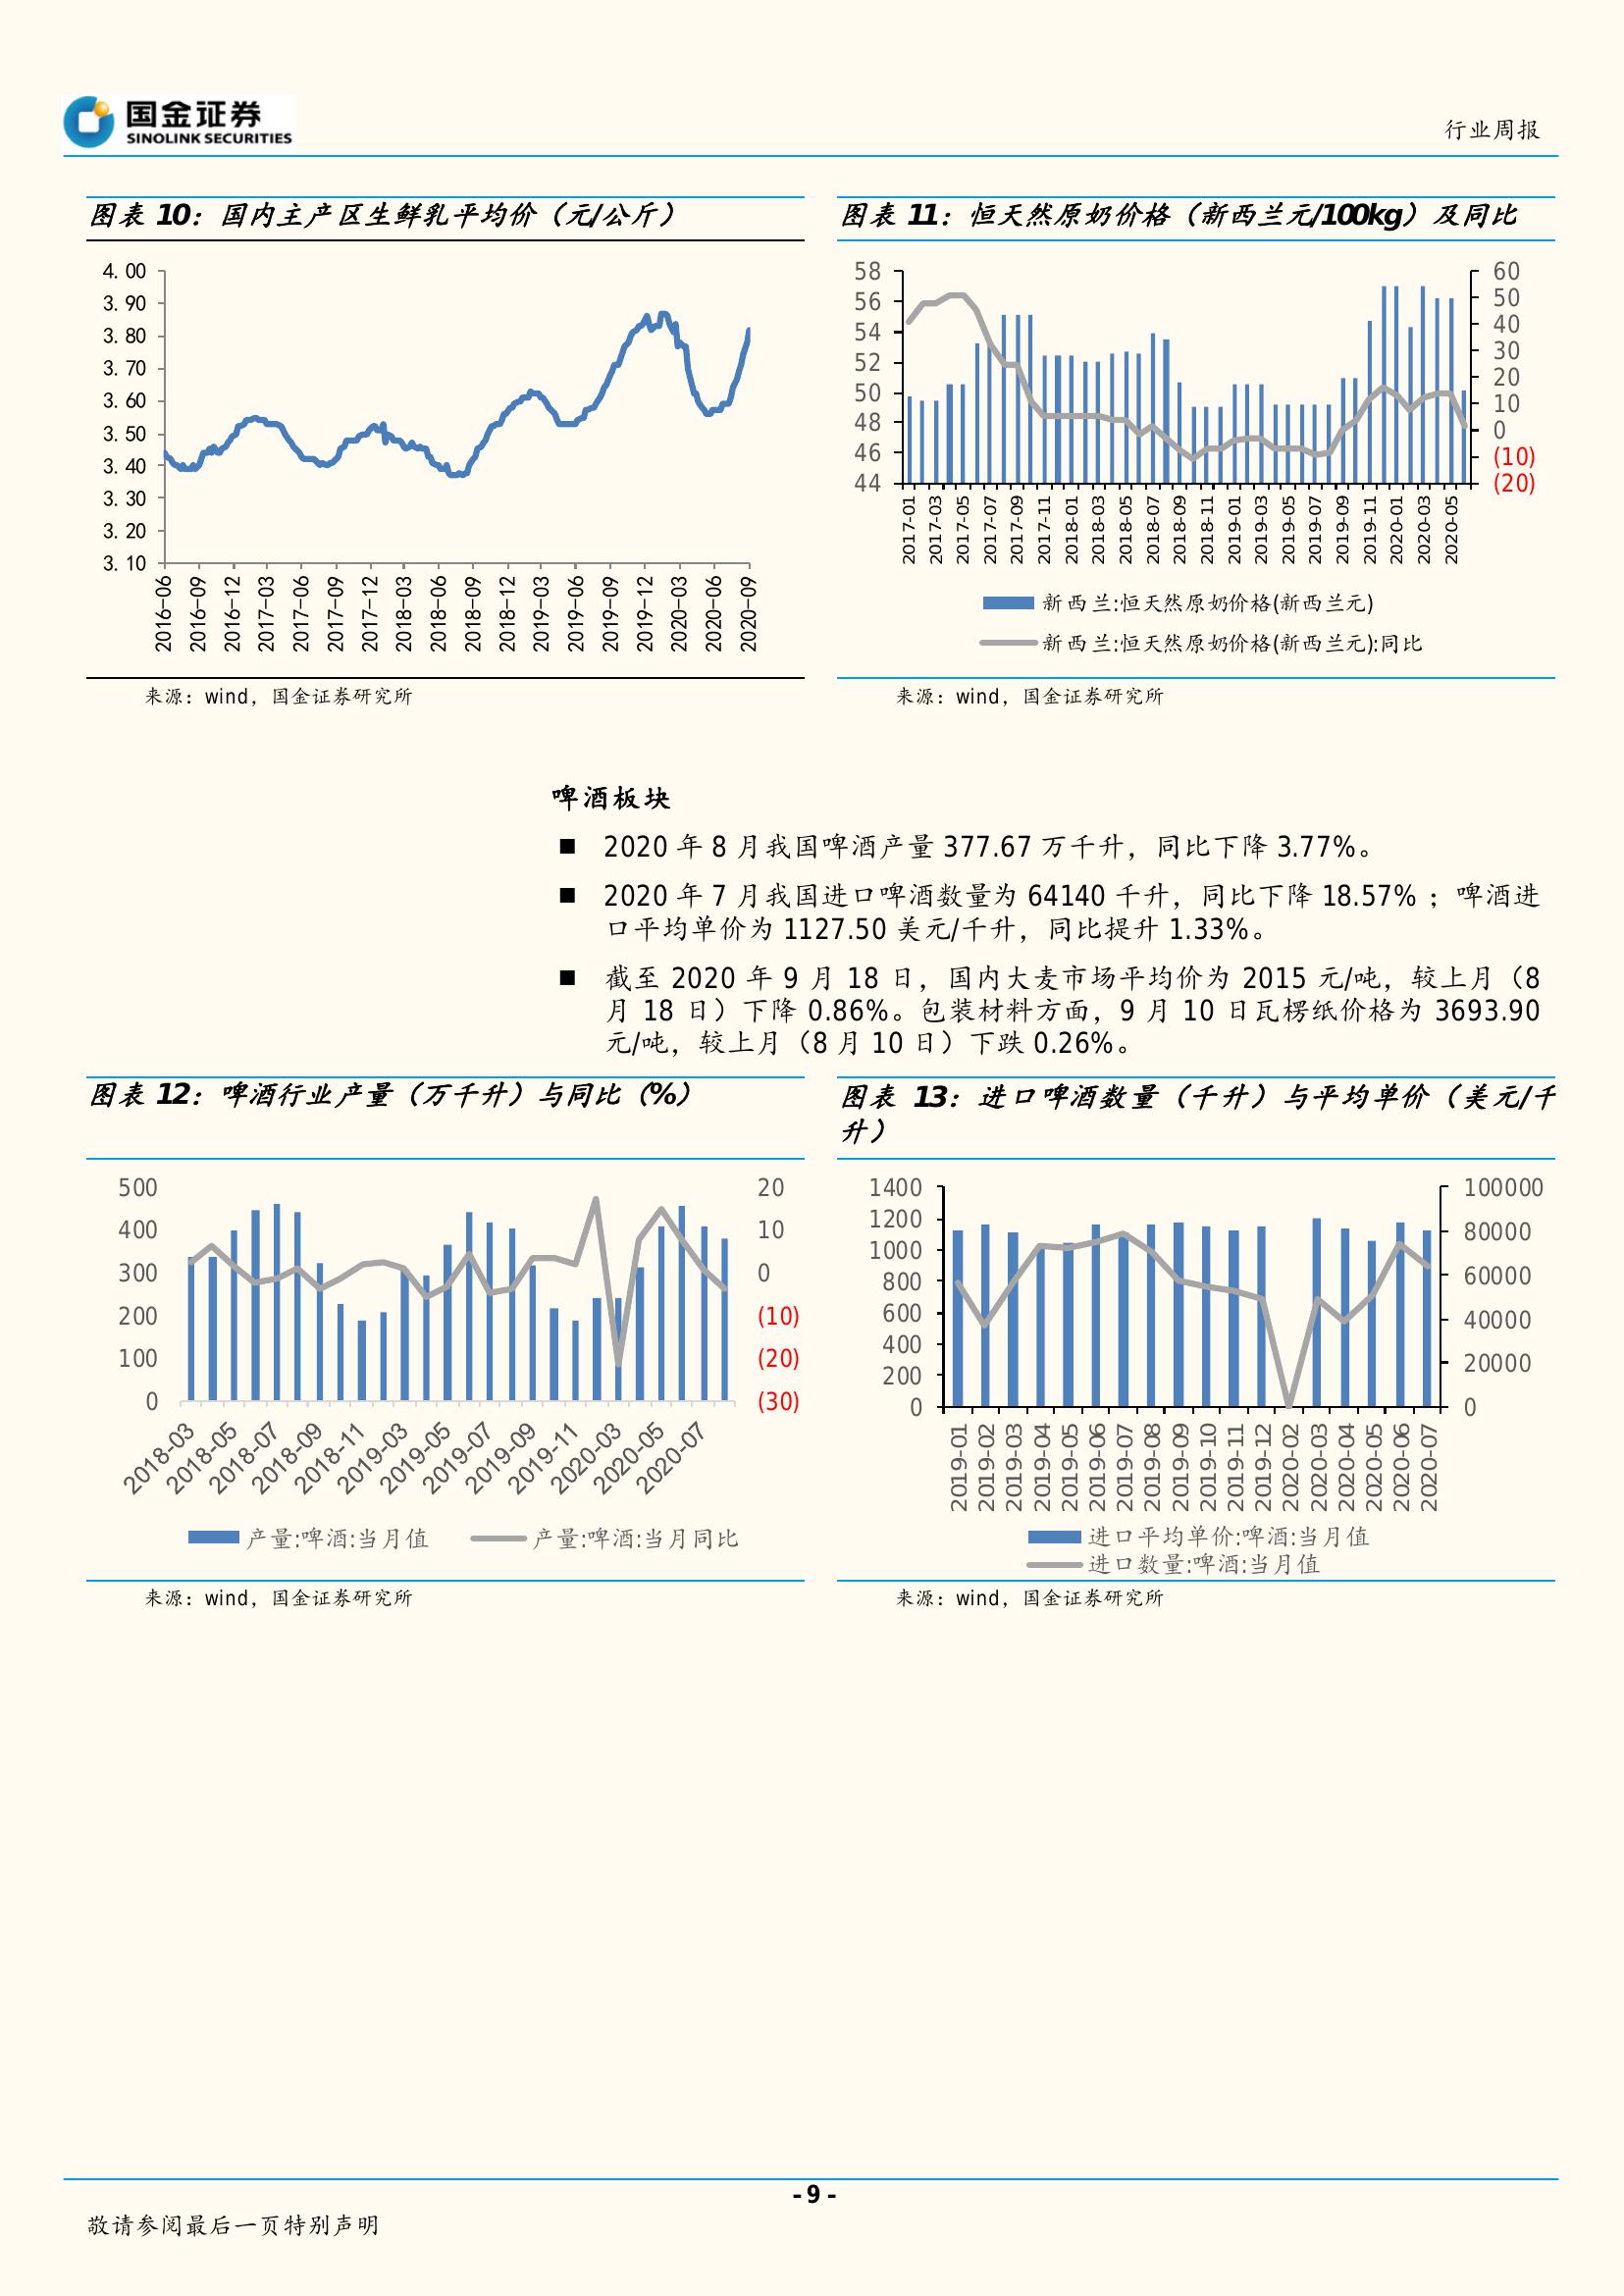 国金证券
SINOLINK SECURITIES
行业周报
图表 10：国内主产区生鲜乳平均价（元/公斤）
4.00
3.90
3.80
3.70
3.60
3.50
3.40
3.30
3.20
3.10
2016-06 2016-09 2016-12 2017-03 2017-06 2017-09 2017-12 2018-03 2018-06 2018-09 2018-12 2019-03 2019-06 2019-09 2019-12 2020-03 2020-06 2020-09
来源：wind，国金证券研究所
图表 11：恒天然原奶价格（新西兰元/100kg）及同比
58
56
54
52
50
48
46
44
60
50
40
30
20
10
0
(10)
(20)
2017-01 2017-03 2017-05 2017-07 2017-09 2017-11 2018-01 2018-03 2018-05 2018-07 2018-09 2018-11 2019-01 2019-03 2019-05 2019-07 2019-09 2019-11 2020-01 2020-03 2020-05
新西兰:恒天然原奶价格(新西兰元)
新西兰:恒天然原奶价格(新西兰元):同比
来源：wind，国金证券研究所
啤酒板块
■ 2020 年 8 月我国啤酒产量 377.67 万千升，同比下降 3.77%。
■ 2020 年 7 月我国进口啤酒数量为 64140 千升，同比下降 18.57%；啤酒进
口平均单价为 1127.50 美元/千升，同比提升 1.33%。
■ 截至 2020 年 9 月 18 日，国内大麦市场平均价为 2015 元/吨，较上月（8
月 18 日）下降 0.86%。包装材料方面，9 月 10 日瓦楞纸价格为 3693.90
元/吨，较上月（8 月 10 日）下跌 0.26%。
图表 12：啤酒行业产量（万千升）与同比（%）
500
400
300
200
100
0
20
10
0
(10)
(20)
(30)
2018-03 2018-05 2018-07 2018-09 2018-11 2019-03 2019-05 2019-07 2019-09 2019-11 2020-03 2020-05 2020-07
产量:啤酒:当月值 产量:啤酒:当月同比
来源：wind，国金证券研究所
图表 13：进口啤酒数量（千升）与平均单价（美元/千
升）
1400
1200
1000
800
600
400
200
0
100000
80000
60000
40000
20000
0
2019-01 2019-02 2019-03 2019-04 2019-05 2019-06 2019-07 2019-08 2019-09 2019-10 2019-11 2019-12 2020-02 2020-03 2020-04 2020-05 2020-06 2020-07
进口平均单价:啤酒:当月值
进口数量:啤酒:当月值
来源：wind，国金证券研究所
- 9 -
敬请参阅最后一页特别声明